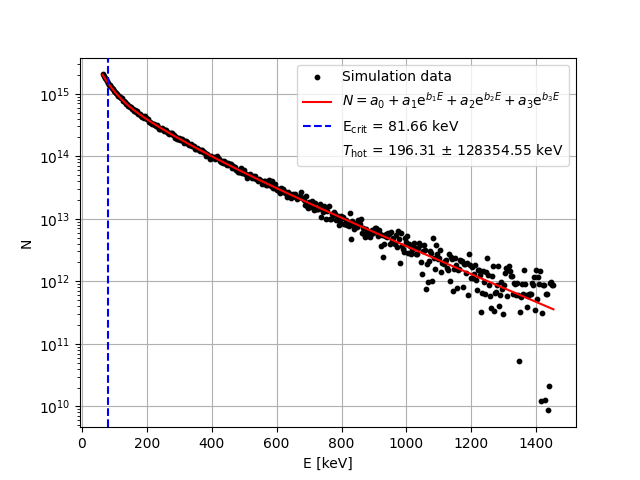 Simulation data
N = a₀ + a₁e^{b₁E} + a₂e^{b₂E} + a₃e^{b₃E}
E_crit = 81.66 keV
T_hot = 196.31 ± 128354.55 keV
N
10¹⁵
10¹⁴
10¹³
10¹²
10¹¹
10¹⁰
0 200 400 600 800 1000 1200 1400
E [keV]